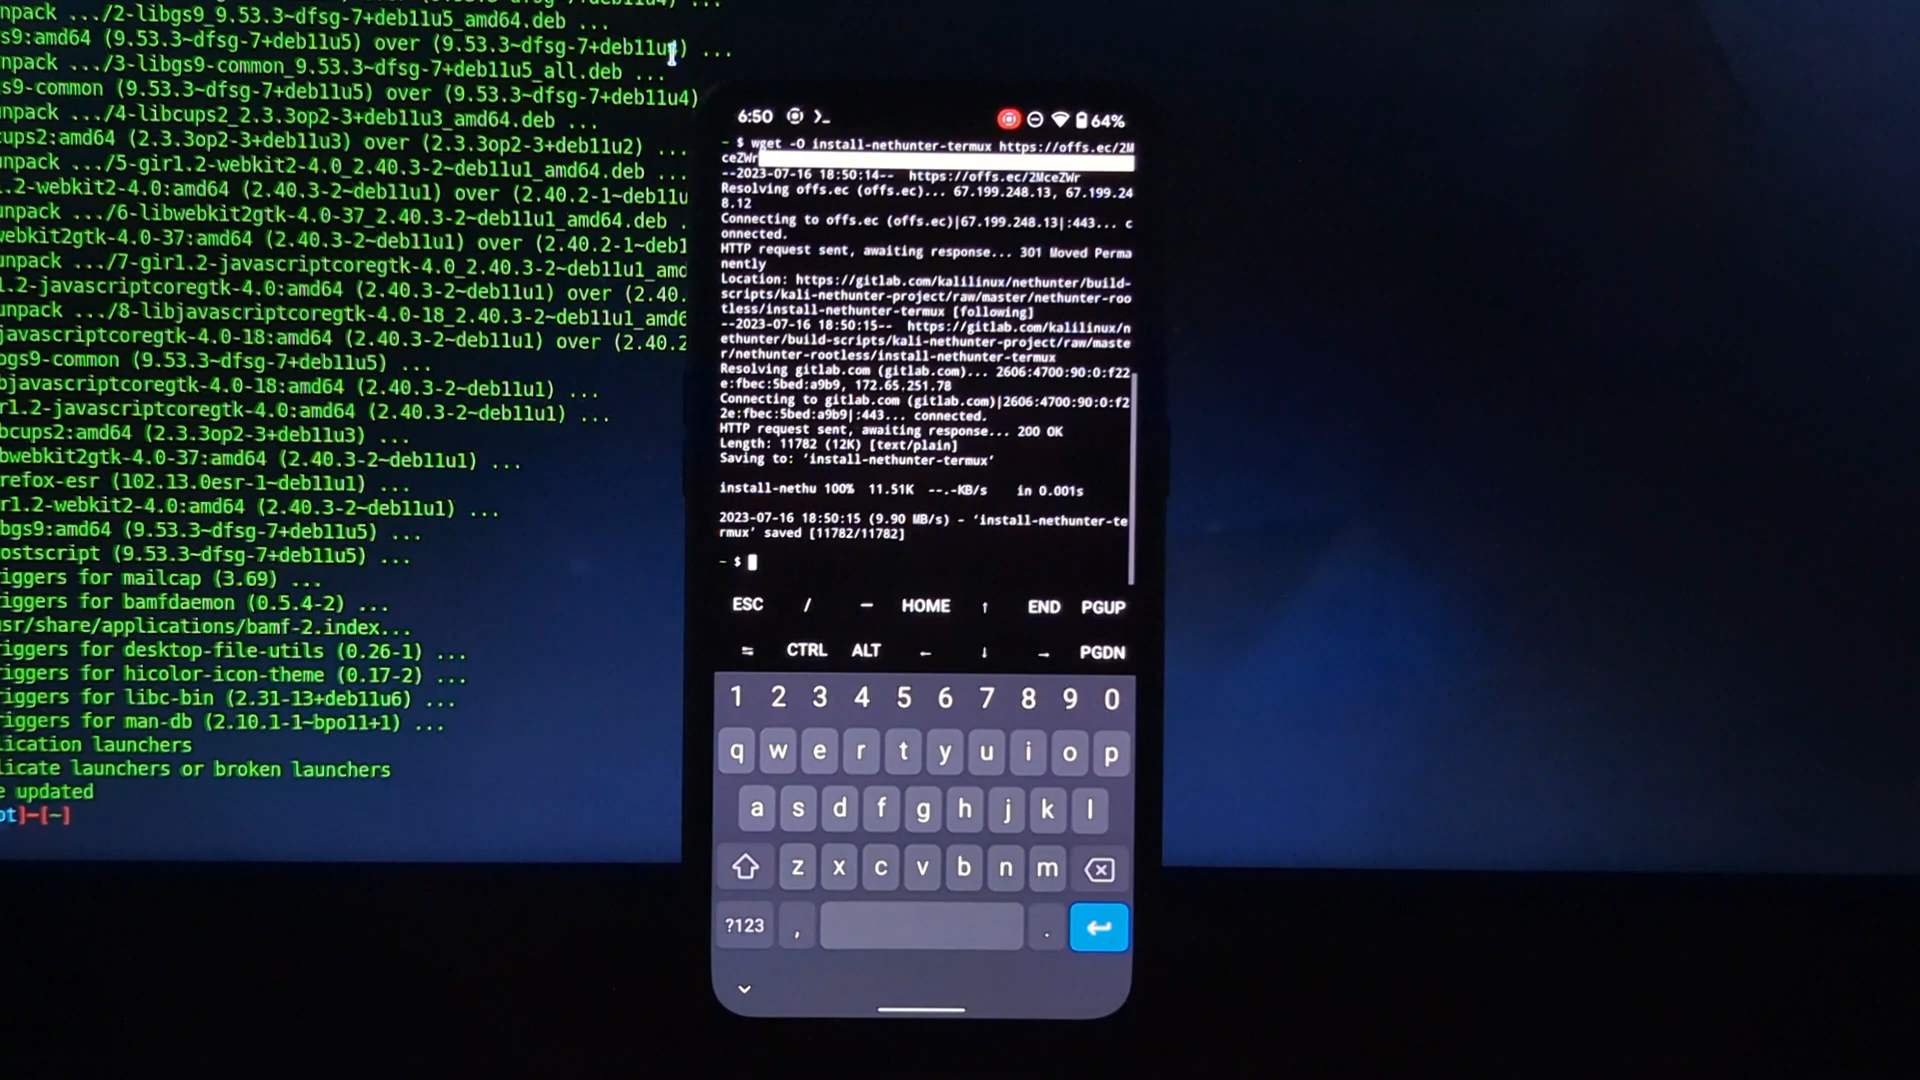 npack .../2-libgs9_9.53.3~dfsg-7+deb11u5_amd64.deb ...
s9:amd64 (9.53.3~dfsg-7+deb11u5) over (9.53.3~dfsg-7+deb11u4) ...
npack .../3-libgs9-common_9.53.3~dfsg-7+deb11u5_all.deb ...
s9-common (9.53.3~dfsg-7+deb11u5) over (9.53.3~dfsg-7+deb11u4)
npack .../4-libcups2_2.3.3op2-3+deb11u3_amd64.deb ...
cups2:amd64 (2.3.3op2-3+deb11u3) over (2.3.3op2-3+deb11u2) ...
unpack .../5-gir1.2-webkit2-4.0_2.40.3-2~deb11u1_amd64.deb ...
1.2-webkit2-4.0:amd64 (2.40.3-2~deb11u1) over (2.40.2-1~deb11u
unpack .../6-libwebkit2gtk-4.0-37_2.40.3-2~deb11u1_amd64.deb .
webkit2gtk-4.0-37:amd64 (2.40.3-2~deb11u1) over (2.40.2-1~deb1
unpack .../7-gir1.2-javascriptcoregtk-4.0_2.40.3-2~deb11u1_amd
1.2-javascriptcoregtk-4.0:amd64 (2.40.3-2~deb11u1) over (2.40.
unpack .../8-libjavascriptcoregtk-4.0-18_2.40.3-2~deb11u1_amd6
javascriptcoregtk-4.0-18:amd64 (2.40.3-2~deb11u1) over (2.40.2
bgs9-common (9.53.3~dfsg-7+deb11u5) ...
bjavascriptcoregtk-4.0-18:amd64 (2.40.3-2~deb11u1) ...
r1.2-javascriptcoregtk-4.0:amd64 (2.40.3-2~deb11u1) ...
bcups2:amd64 (2.3.3op2-3+deb11u3) ...
bwebkit2gtk-4.0-37:amd64 (2.40.3-2~deb11u1) ...
refox-esr (102.13.0esr-1~deb11u1) ...
r1.2-webkit2-4.0:amd64 (2.40.3-2~deb11u1) ...
bgs9:amd64 (9.53.3~dfsg-7+deb11u5) ...
ostscript (9.53.3~dfsg-7+deb11u5) ...
iggers for mailcap (3.69) ...
iggers for bamfdaemon (0.5.4-2) ...
usr/share/applications/bamf-2.index...
iggers for desktop-file-utils (0.26-1) ...
iggers for hicolor-icon-theme (0.17-2) ...
iggers for libc-bin (2.31-13+deb11u6) ...
iggers for man-db (2.10.1-1~bpo11+1) ...
lication launchers
licate launchers or broken launchers
e updated
ot]-[~]
6:50 64%
~ $ wget -O install-nethunter-termux https://offs.ec/2M
ceZWr
--2023-07-16 18:50:14-- https://offs.ec/2MceZWr
Resolving offs.ec (offs.ec)... 67.199.248.13, 67.199.24
8.12
Connecting to offs.ec (offs.ec)|67.199.248.13|:443... c
onnected.
HTTP request sent, awaiting response... 301 Moved Perma
nently
Location: https://gitlab.com/kalilinux/nethunter/build-
scripts/kali-nethunter-project/raw/master/nethunter-roo
tless/install-nethunter-termux [following]
--2023-07-16 18:50:15-- https://gitlab.com/kalilinux/n
ethunter/build-scripts/kali-nethunter-project/raw/maste
r/nethunter-rootless/install-nethunter-termux
Resolving gitlab.com (gitlab.com)... 2606:4700:90:0:f22
e:fbec:5bed:a9b9, 172.65.251.78
Connecting to gitlab.com (gitlab.com)|2606:4700:90:0:f2
2e:fbec:5bed:a9b9|:443... connected.
HTTP request sent, awaiting response... 200 OK
Length: 11782 (12K) [text/plain]
Saving to: ‘install-nethunter-termux’
install-nethu 100% 11.51K --.-KB/s in 0.001s
2023-07-16 18:50:15 (9.90 MB/s) - ‘install-nethunter-te
rmux’ saved [11782/11782]
~ $
ESC / — HOME ↑ END PGUP
⇆ CTRL ALT ← ↓ → PGDN
1 2 3 4 5 6 7 8 9 0
q w e r t y u i o p
a s d f g h j k l
z x c v b n m
?123 , .